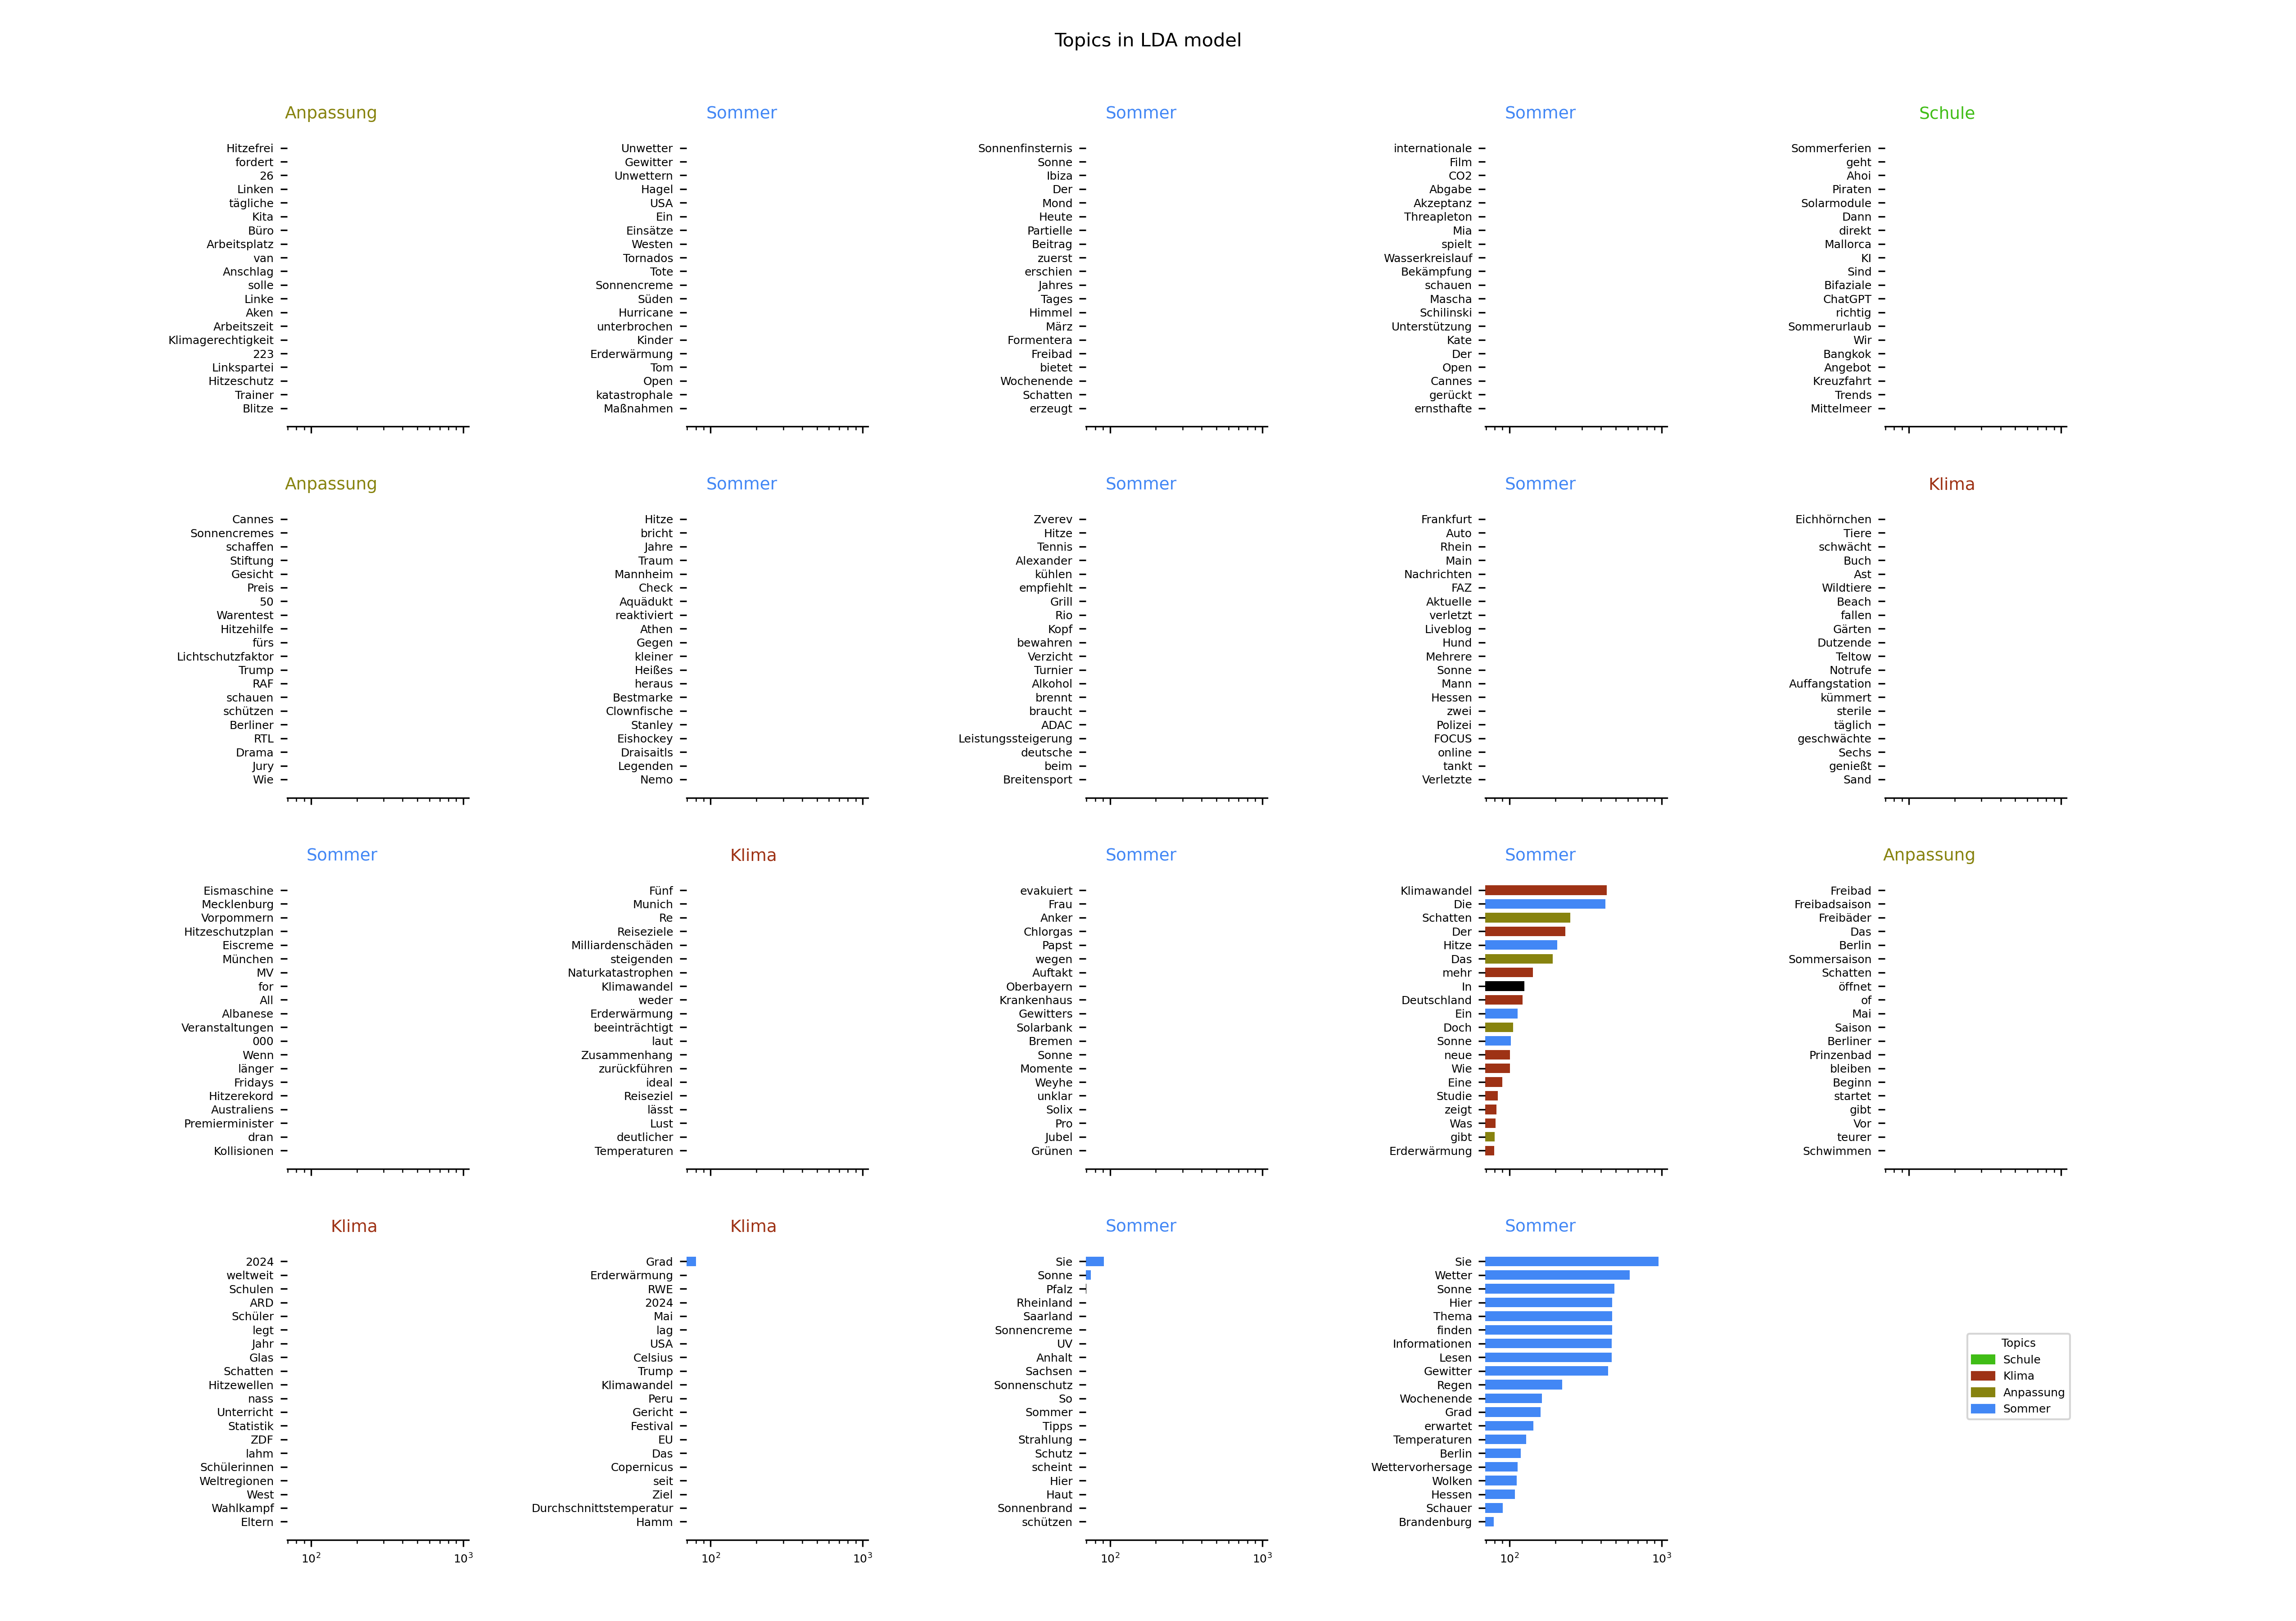 Topics in LDA model
Anpassung
Hitzefrei
fordert
26
Linken
tägliche
Kita
Büro
Arbeitsplatz
van
Anschlag
solle
Linke
Aken
Arbeitszeit
Klimagerechtigkeit
223
Linkspartei
Hitzeschutz
Trainer
Blitze
Sommer
Unwetter
Gewitter
Unwettern
Hagel
USA
Ein
Einsätze
Westen
Tornados
Tote
Sonnencreme
Süden
Hurricane
unterbrochen
Kinder
Erderwärmung
Tom
Open
katastrophale
Maßnahmen
Sommer
Sonnenfinsternis
Sonne
Ibiza
Der
Mond
Heute
Partielle
Beitrag
zuerst
erschien
Jahres
Tages
Himmel
März
Formentera
Freibad
bietet
Wochenende
Schatten
erzeugt
Sommer
internationale
Film
CO2
Abgabe
Akzeptanz
Threapleton
Mia
spielt
Wasserkreislauf
Bekämpfung
schauen
Mascha
Schilinski
Unterstützung
Kate
Der
Open
Cannes
gerückt
ernsthafte
Schule
Sommerferien
geht
Ahoi
Piraten
Solarmodule
Dann
direkt
Mallorca
KI
Sind
Bifaziale
ChatGPT
richtig
Sommerurlaub
Wir
Bangkok
Angebot
Kreuzfahrt
Trends
Mittelmeer
Anpassung
Cannes
Sonnencremes
schaffen
Stiftung
Gesicht
Preis
50
Warentest
Hitzehilfe
fürs
Lichtschutzfaktor
Trump
RAF
schauen
schützen
Berliner
RTL
Drama
Jury
Wie
Sommer
Hitze
bricht
Jahre
Traum
Mannheim
Check
Aquädukt
reaktiviert
Athen
Gegen
kleiner
Heißes
heraus
Bestmarke
Clownfische
Stanley
Eishockey
Draisaitls
Legenden
Nemo
Sommer
Zverev
Hitze
Tennis
Alexander
kühlen
empfiehlt
Grill
Rio
Kopf
bewahren
Verzicht
Turnier
Alkohol
brennt
braucht
ADAC
Leistungssteigerung
deutsche
beim
Breitensport
Sommer
Frankfurt
Auto
Rhein
Main
Nachrichten
FAZ
Aktuelle
verletzt
Liveblog
Hund
Mehrere
Sonne
Mann
Hessen
zwei
Polizei
FOCUS
online
tankt
Verletzte
Klima
Eichhörnchen
Tiere
schwächt
Buch
Ast
Wildtiere
Beach
fallen
Gärten
Dutzende
Teltow
Notrufe
Auffangstation
kümmert
sterile
täglich
geschwächte
Sechs
genießt
Sand
Sommer
Eismaschine
Mecklenburg
Vorpommern
Hitzeschutzplan
Eiscreme
München
MV
for
All
Albanese
Veranstaltungen
000
Wenn
länger
Fridays
Hitzerekord
Australiens
Premierminister
dran
Kollisionen
Klima
Fünf
Munich
Re
Reiseziele
Milliardenschäden
steigenden
Naturkatastrophen
Klimawandel
weder
Erderwärmung
beeinträchtigt
laut
Zusammenhang
zurückführen
ideal
Reiseziel
lässt
Lust
deutlicher
Temperaturen
Sommer
evakuiert
Frau
Anker
Chlorgas
Papst
wegen
Auftakt
Oberbayern
Krankenhaus
Gewitters
Solarbank
Bremen
Sonne
Momente
Weyhe
unklar
Solix
Pro
Jubel
Grünen
Sommer
Klimawandel
Die
Schatten
Der
Hitze
Das
mehr
In
Deutschland
Ein
Doch
Sonne
neue
Wie
Eine
Studie
zeigt
Was
gibt
Erderwärmung
Anpassung
Freibad
Freibadsaison
Freibäder
Das
Berlin
Sommersaison
Schatten
öffnet
of
Mai
Saison
Berliner
Prinzenbad
bleiben
Beginn
startet
gibt
Vor
teurer
Schwimmen
Klima
2024
weltweit
Schulen
ARD
Schüler
legt
Jahr
Glas
Schatten
Hitzewellen
nass
Unterricht
Statistik
ZDF
lahm
Schülerinnen
Weltregionen
West
Wahlkampf
Eltern
10²
10³
Klima
Grad
Erderwärmung
RWE
2024
Mai
lag
USA
Celsius
Trump
Klimawandel
Peru
Gericht
Festival
EU
Das
Copernicus
seit
Ziel
Durchschnittstemperatur
Hamm
10²
10³
Sommer
Sie
Sonne
Pfalz
Rheinland
Saarland
Sonnencreme
UV
Anhalt
Sachsen
Sonnenschutz
So
Sommer
Tipps
Strahlung
Schutz
scheint
Hier
Haut
Sonnenbrand
schützen
10²
10³
Sommer
Sie
Wetter
Sonne
Hier
Thema
finden
Informationen
Lesen
Gewitter
Regen
Wochenende
Grad
erwartet
Temperaturen
Berlin
Wettervorhersage
Wolken
Hessen
Schauer
Brandenburg
10²
10³
Topics
Schule
Klima
Anpassung
Sommer